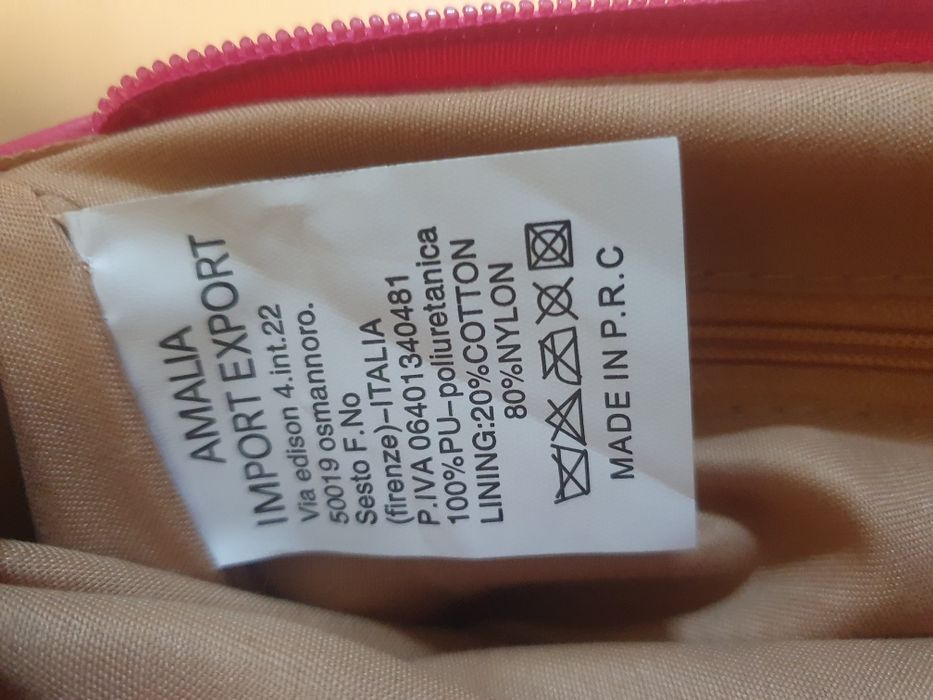 AMALIA
IMPORT EXPORT
Via edison 4.int.22
50019 osmannoro.
Sesto F.No
(firenze)-ITALIA
P.IVA 06401340481
100%PU-poliuretanica
LINING:20%COTTON
80%NYLON
MADE IN P.R.C